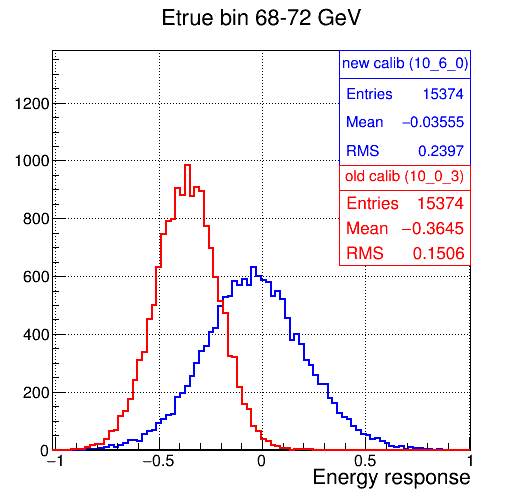 Etrue bin 68-72 GeV
new calib (10_6_0)
Entries 15374
Mean −0.03555
RMS 0.2397
old calib (10_0_3)
Entries 15374
Mean −0.3645
RMS 0.1506
1200
1000
800
600
400
200
0
−1 −0.5 0 0.5 1
Energy response